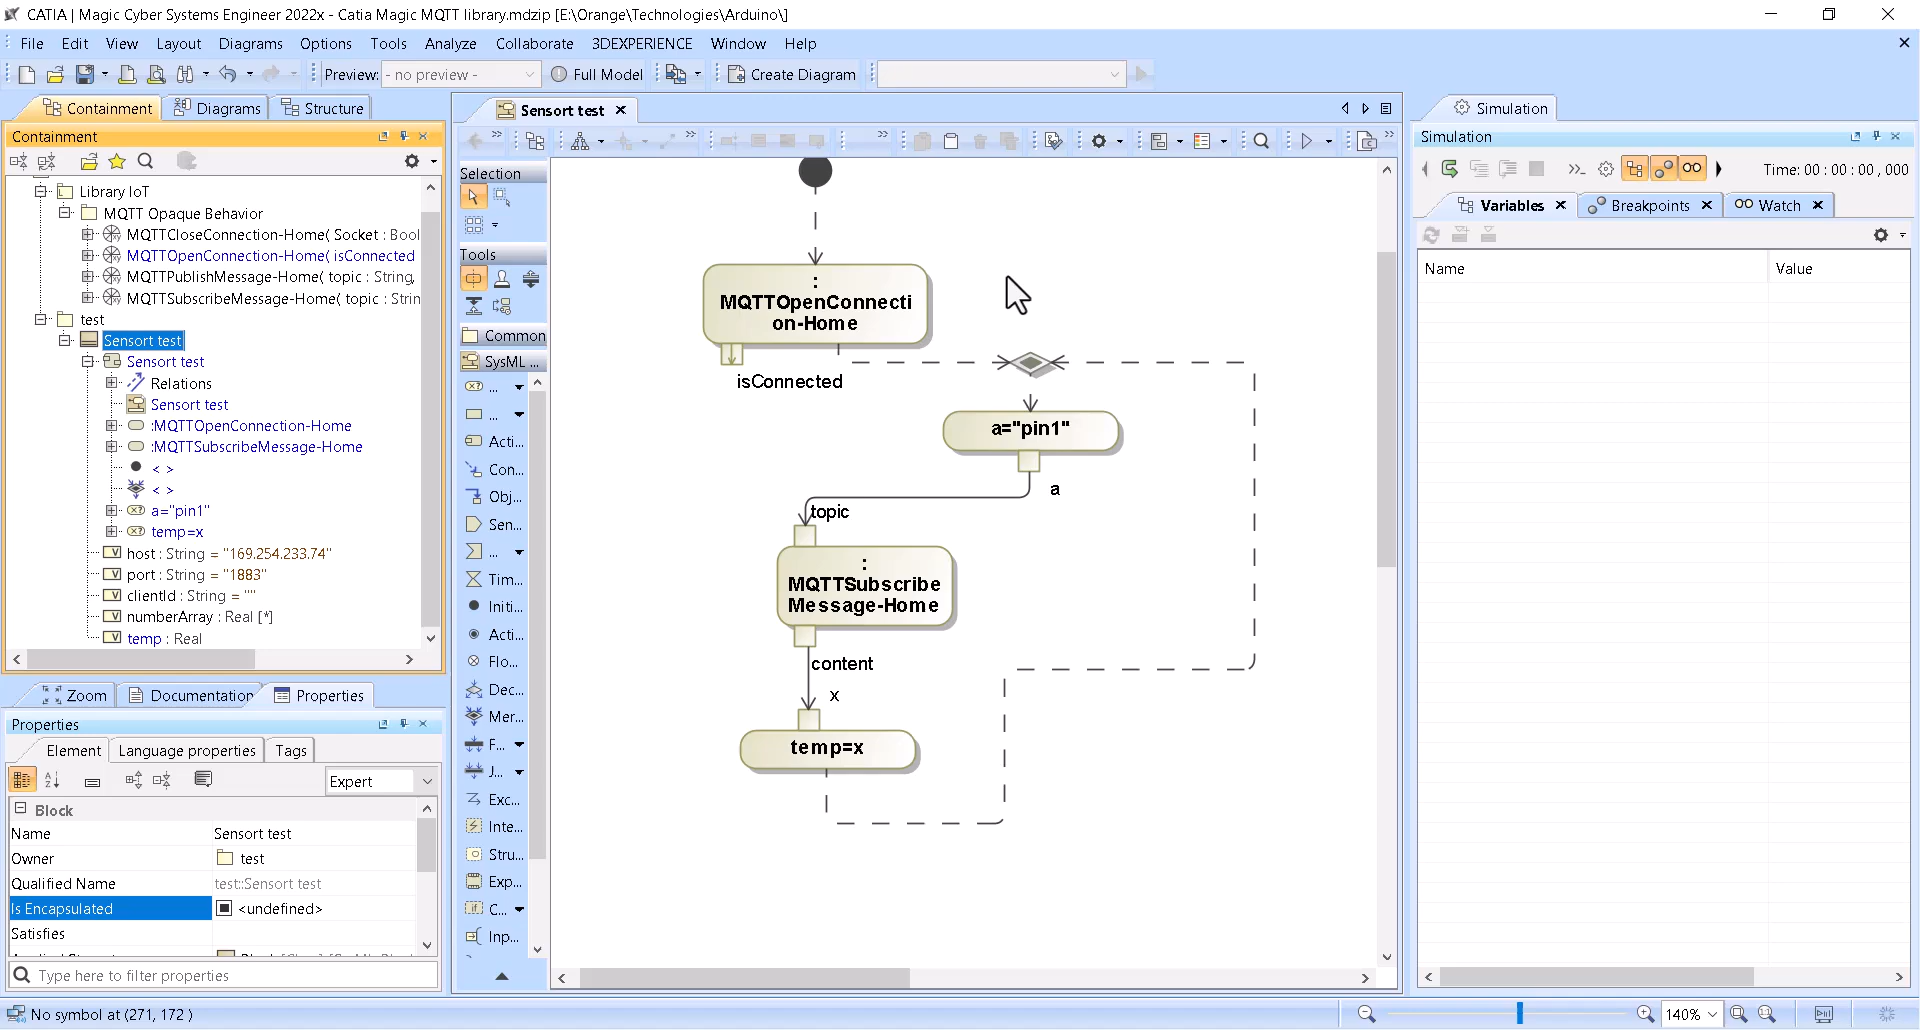 CATIA | Magic Cyber Systems Engineer 2022x - Catia Magic MQTT library.mdzip [E:\Orange\Technologies\Arduino\]
File Edit View Layout Diagrams Options Tools Analyze Collaborate 3DEXPERIENCE Window Help
Preview: - no preview - Full Model Create Diagram
Containment Diagrams Structure
Containment
Library IoT
MQTT Opaque Behavior
MQTTCloseConnection-Home( Socket : Bool
MQTTOpenConnection-Home( isConnected
MQTTPublishMessage-Home( topic : String,
MQTTSubscribeMessage-Home( topic : Strin
test
Sensort test
Sensort test
Relations
Sensort test
:MQTTOpenConnection-Home
:MQTTSubscribeMessage-Home
< >
< >
a="pin1"
temp=x
host : String = "169.254.233.74"
port : String = "1883"
clientId : String = ""
numberArray : Real [*]
temp : Real
Zoom Documentation Properties
Properties
Element Language properties Tags
Expert
Block
Name Sensort test
Owner test
Qualified Name test::Sensort test
Is Encapsulated <undefined>
Satisfies
Type here to filter properties
Sensort test
Selection
Tools
Common
SysML ...
...
...
Acti...
Con...
Obj...
Sen...
...
Tim...
Initi...
Acti...
Flo...
Dec...
Mer...
F...
J...
Exc...
Inte...
Stru...
Exp...
C...
Inp...
:
MQTTOpenConnecti
on-Home
isConnected
a="pin1"
a
topic
:
MQTTSubscribe
Message-Home
content
x
temp=x
Simulation
Simulation
Time: 00 : 00 : 00 , 000
Variables Breakpoints Watch
Name Value
No symbol at (271, 172 )
140%